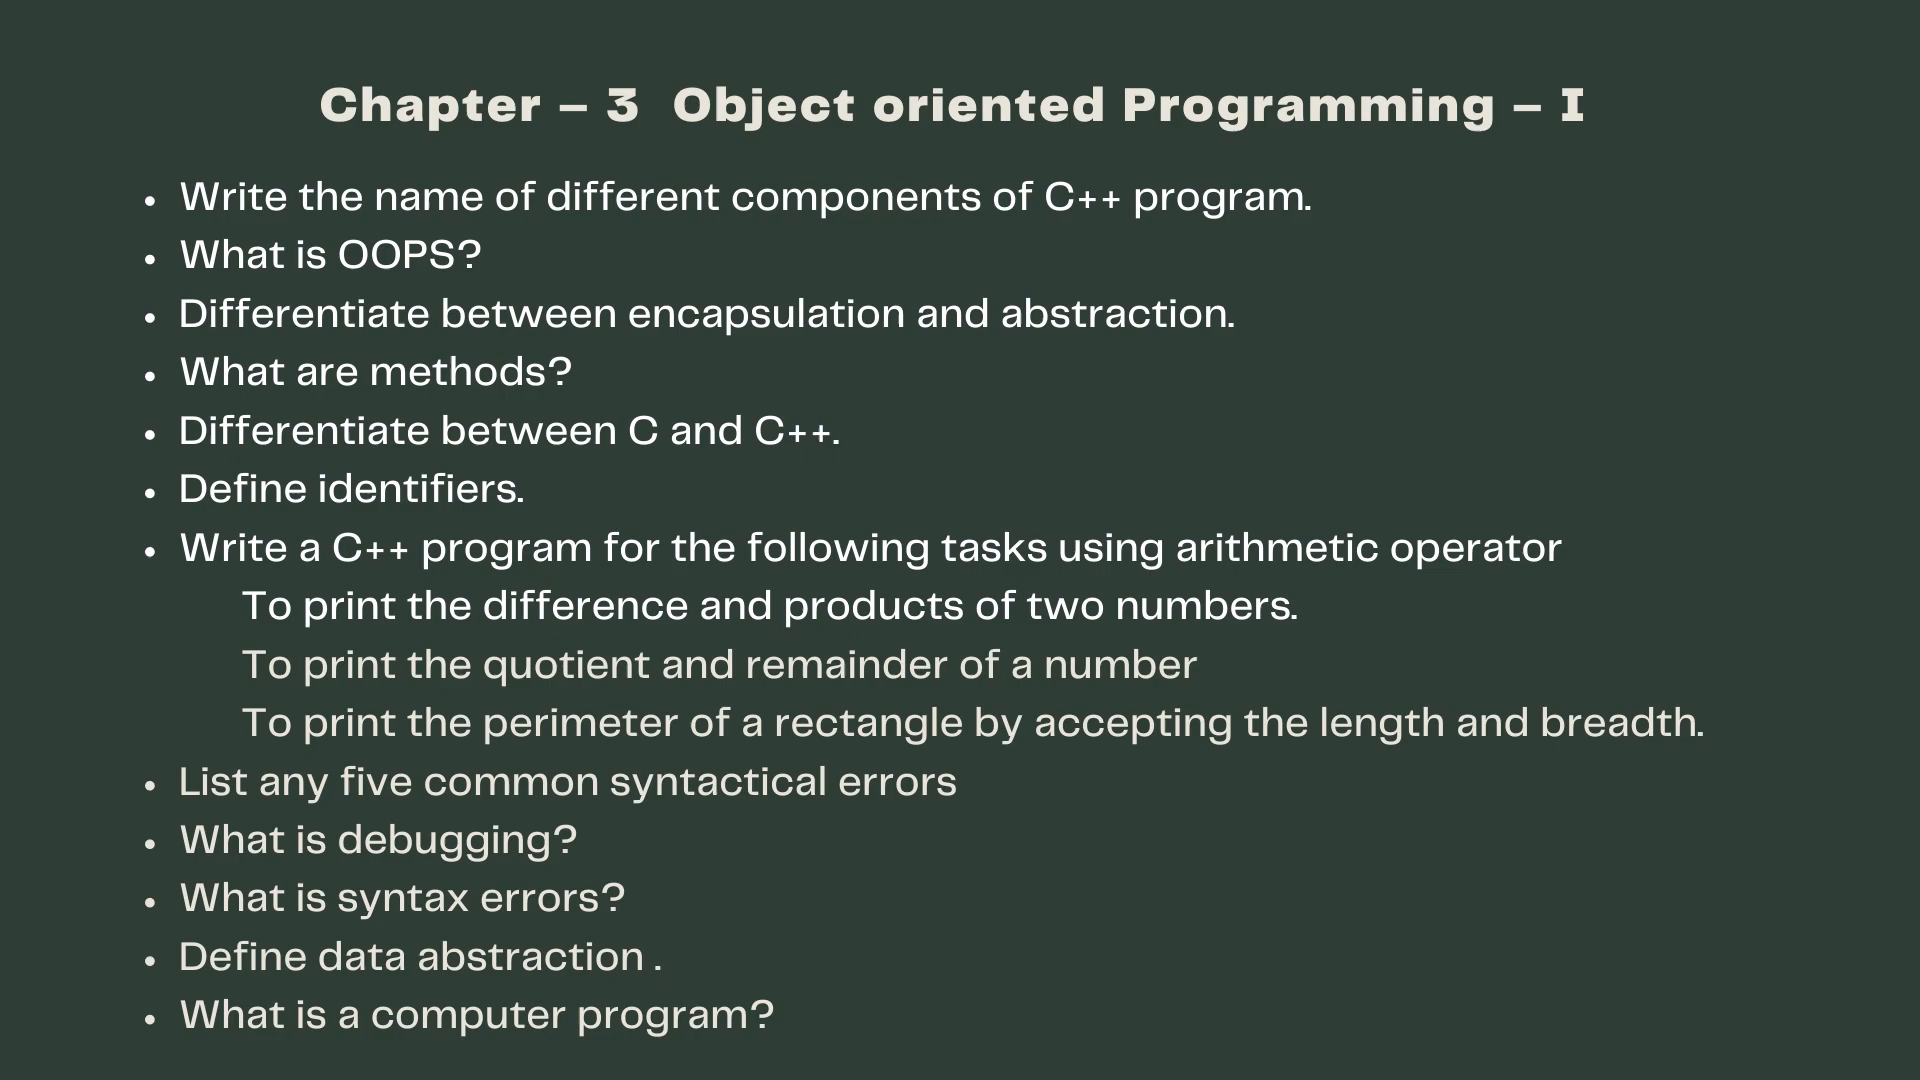 Chapter – 3 Object oriented Programming – I
• Write the name of different components of C++ program.
• What is OOPS?
• Differentiate between encapsulation and abstraction.
• What are methods?
• Differentiate between C and C++.
• Define identifiers.
• Write a C++ program for the following tasks using arithmetic operator
To print the difference and products of two numbers.
To print the quotient and remainder of a number
To print the perimeter of a rectangle by accepting the length and breadth.
• List any five common syntactical errors
• What is debugging?
• What is syntax errors?
• Define data abstraction .
• What is a computer program?